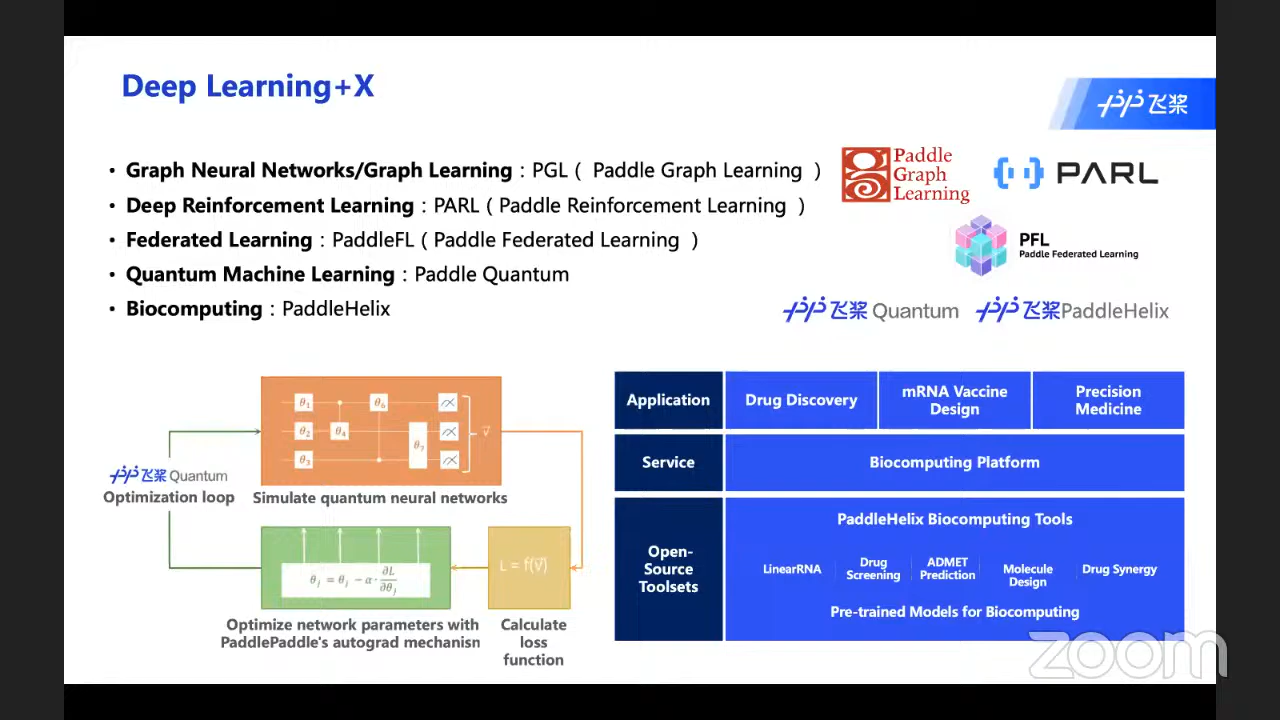 Deep Learning+X
飞桨
• Graph Neural Networks/Graph Learning：PGL（ Paddle Graph Learning ）
• Deep Reinforcement Learning：PARL（Paddle Reinforcement Learning ）
• Federated Learning：PaddleFL（Paddle Federated Learning ）
• Quantum Machine Learning：Paddle Quantum
• Biocomputing：PaddleHelix
Paddle
Graph
Learning
PARL
PFL
Paddle Federated Learning
飞桨 Quantum
飞桨PaddleHelix
θ1 θ6
θ2 θ4 θ7 v⃗
θ3
飞桨 Quantum
Optimization loop
Simulate quantum neural networks
θj = θj − α· ∂L/∂θj
L = f(v⃗)
Optimize network parameters with
PaddlePaddle's autograd mechanisn
Calculate
loss
function
Application
Drug Discovery
mRNA Vaccine
Design
Precision
Medicine
Service
Biocomputing Platform
Open-
Source
Toolsets
PaddleHelix Biocomputing Tools
LinearRNA
Drug
Screening
ADMET
Prediction
Molecule
Design
Drug Synergy
Pre-trained Models for Biocomputing
zoom